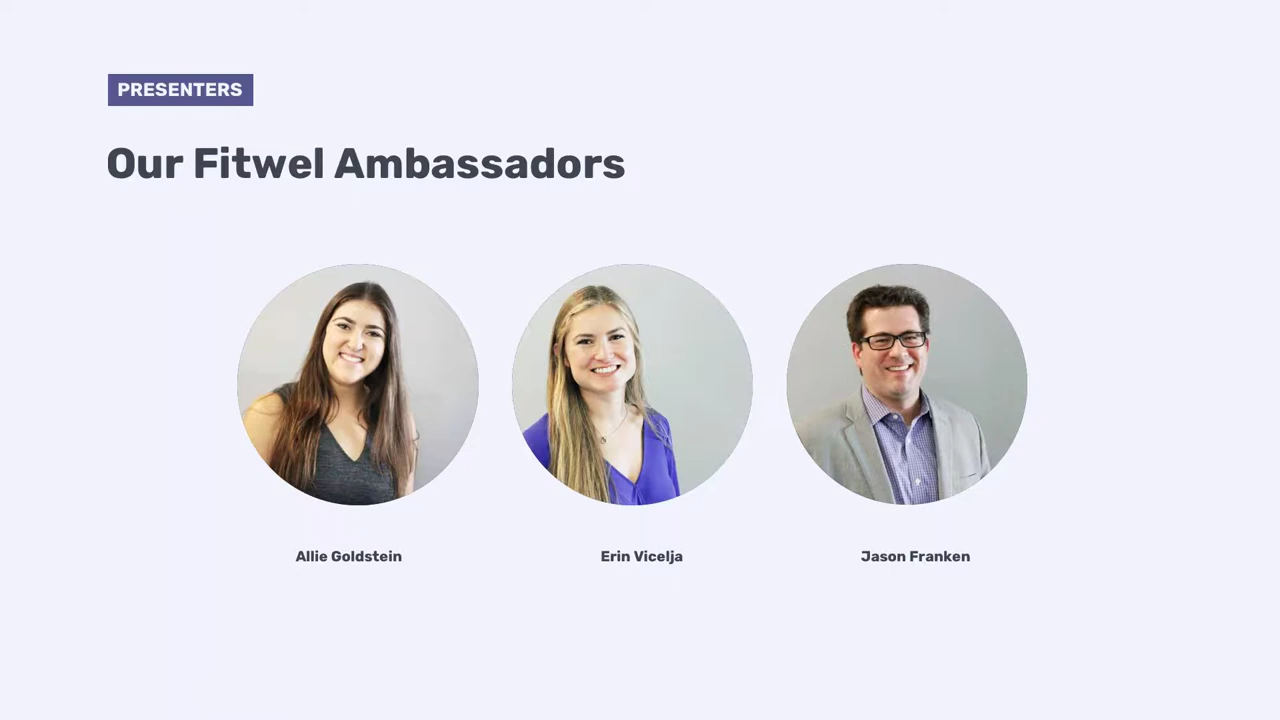 PRESENTERS
Our Fitwel Ambassadors
Allie Goldstein
Erin Vicelja
Jason Franken